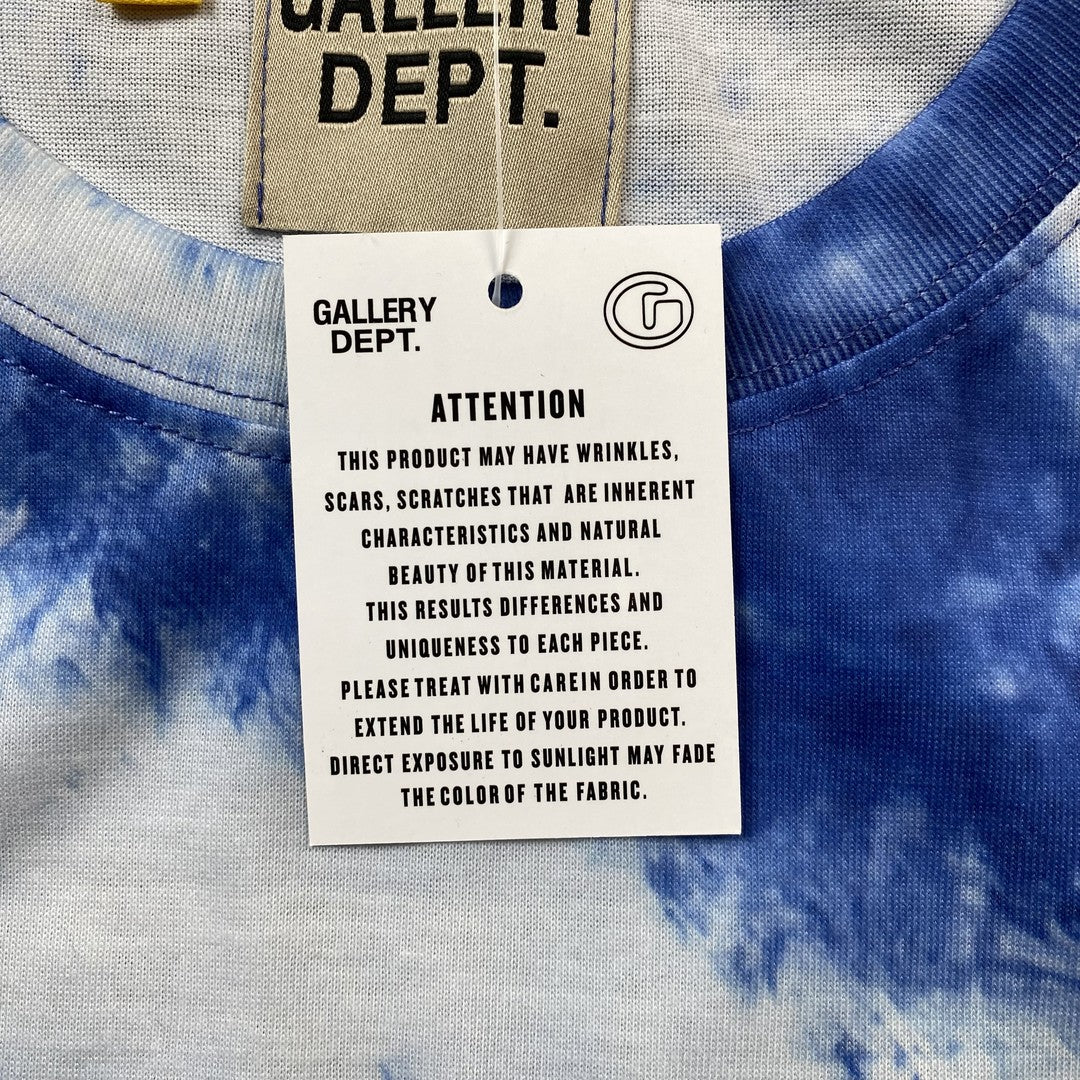 GALLERY
DEPT.
GALLERY
DEPT.
ATTENTION
THIS PRODUCT MAY HAVE WRINKLES,
SCARS, SCRATCHES THAT ARE INHERENT
CHARACTERISTICS AND NATURAL
BEAUTY OF THIS MATERIAL.
THIS RESULTS DIFFERENCES AND
UNIQUENESS TO EACH PIECE.
PLEASE TREAT WITH CAREIN ORDER TO
EXTEND THE LIFE OF YOUR PRODUCT.
DIRECT EXPOSURE TO SUNLIGHT MAY FADE
THE COLOR OF THE FABRIC.